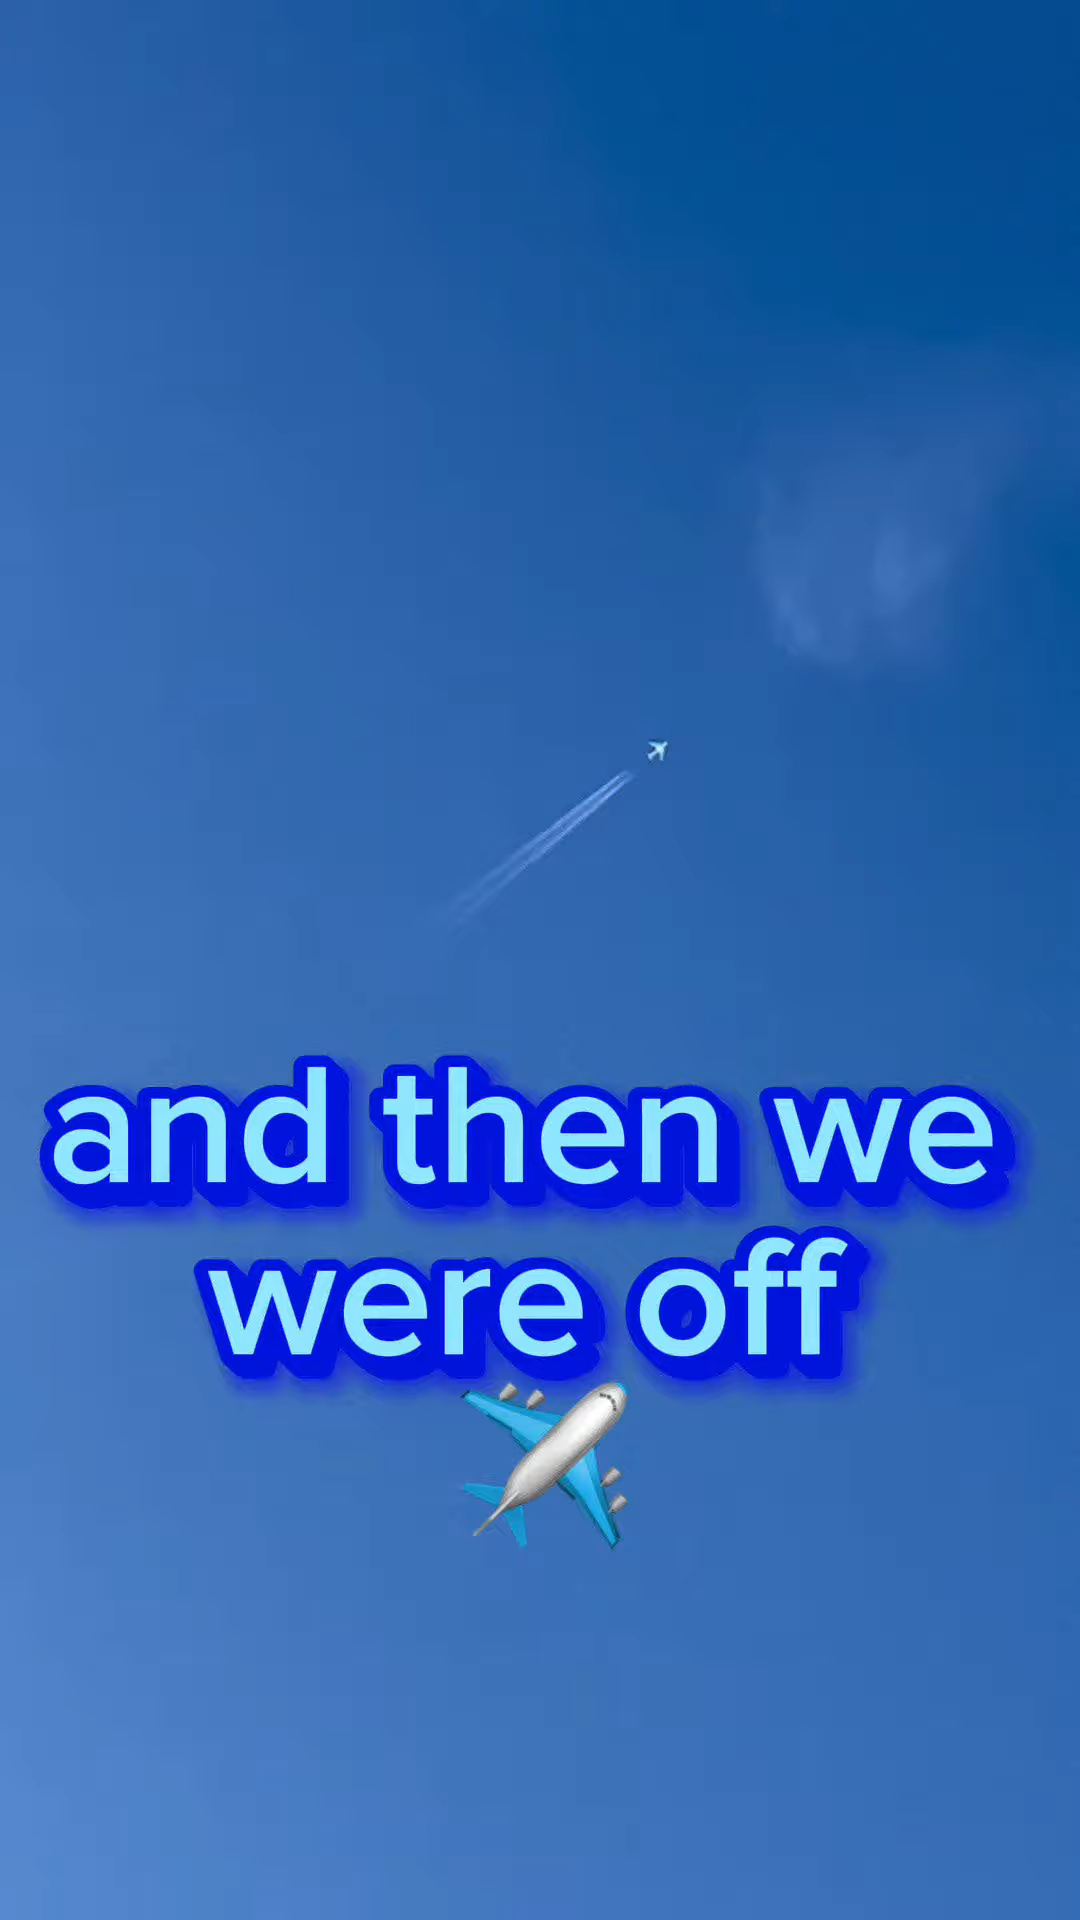 and then we
were off
✈️